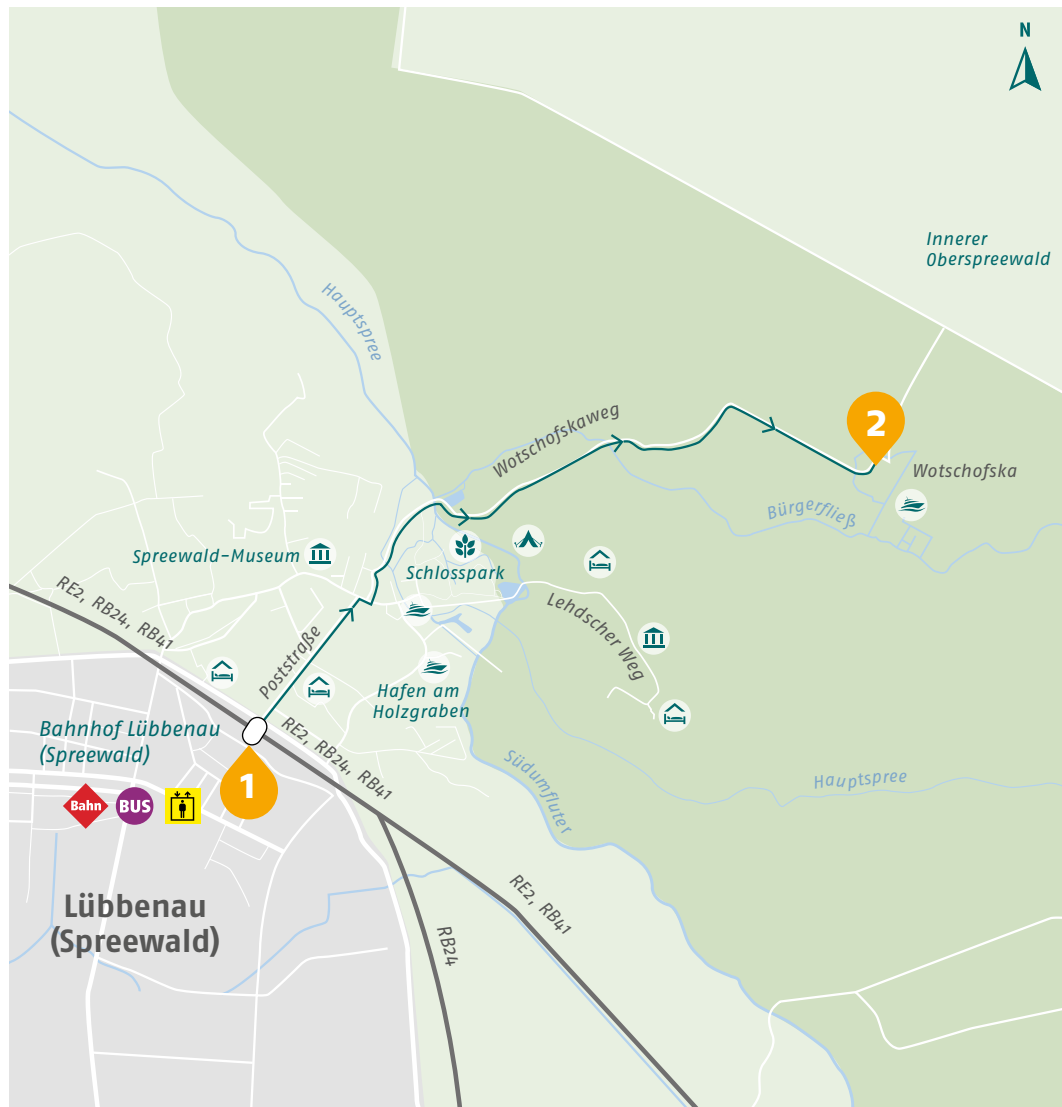 N
Innerer
Oberspreewald
Hauptspree
Wotschofskaweg
2
Wotschofska
Bürgerfließ
Spreewald-Museum
Schlosspark
RE2, RB24, RB41
Lehdscher Weg
Poststraße
Hafen am
Holzgraben
Bahnhof Lübbenau
(Spreewald)
RE2, RB24, RB41
1
Bahn
BUS
Südumfluter
Hauptspree
Lübbenau
(Spreewald)
RE2, RB41
RB24